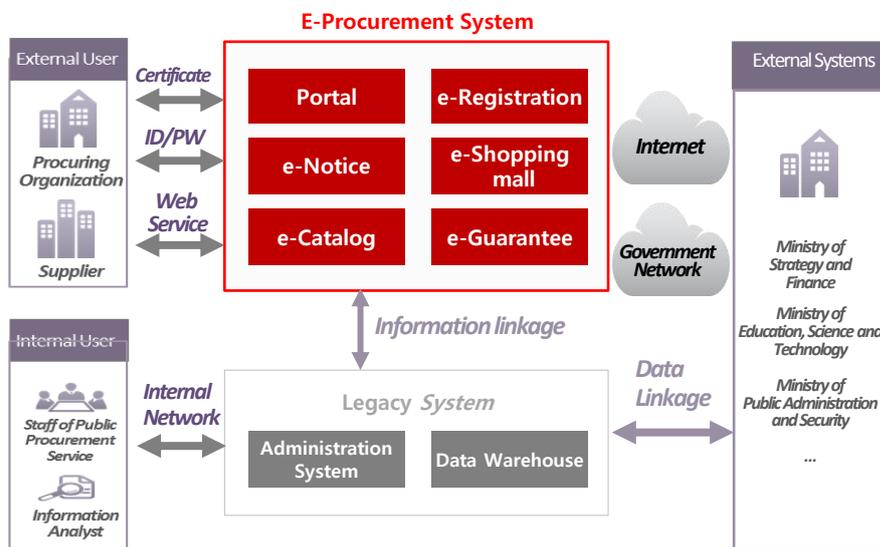 E-Procurement System
External User
Procuring
Organization
Supplier
Certificate
ID/PW
Web
Service
Portal
e-Registration
e-Notice
e-Shopping
mall
e-Catalog
e-Guarantee
Internet
Government
Network
External Systems
Ministry of
Strategy and
Finance
Ministry of
Education, Science and
Technology
Ministry of
Public Administration
and Security
...
Information linkage
Internal User
Staff of Public
Procurement
Service
Information
Analyst
Internal
Network
Legacy System
Administration
System
Data Warehouse
Data
Linkage